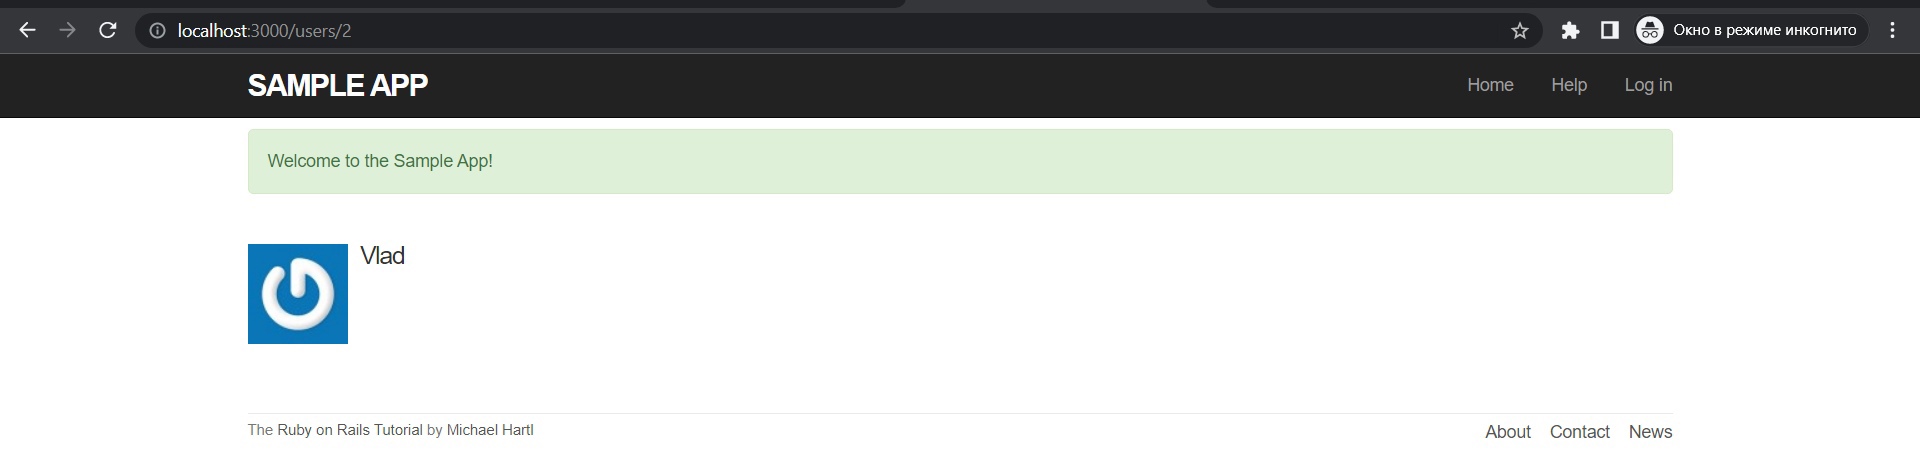 localhost:3000/users/2
Окно в режиме инкогнито
SAMPLE APP
Home Help Log in
Welcome to the Sample App!
Vlad
The Ruby on Rails Tutorial by Michael Hartl
About Contact News